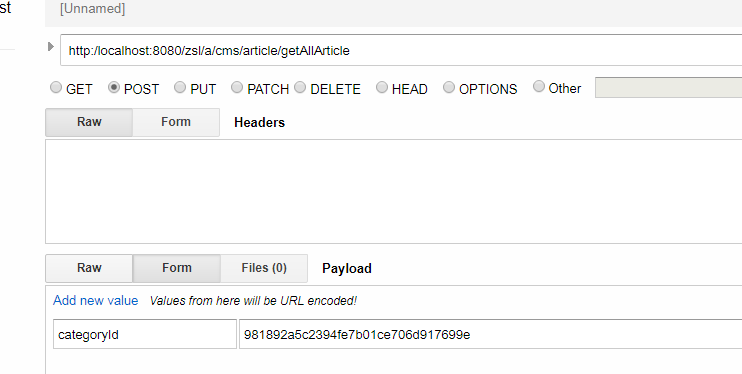 st
[Unnamed]
http:/localhost:8080/zsl/a/cms/article/getAllArticle
GET POST PUT PATCH DELETE HEAD OPTIONS Other
Raw Form Headers
Raw Form Files (0) Payload
Add new value Values from here will be URL encoded!
categoryId 981892a5c2394fe7b01ce706d917699e